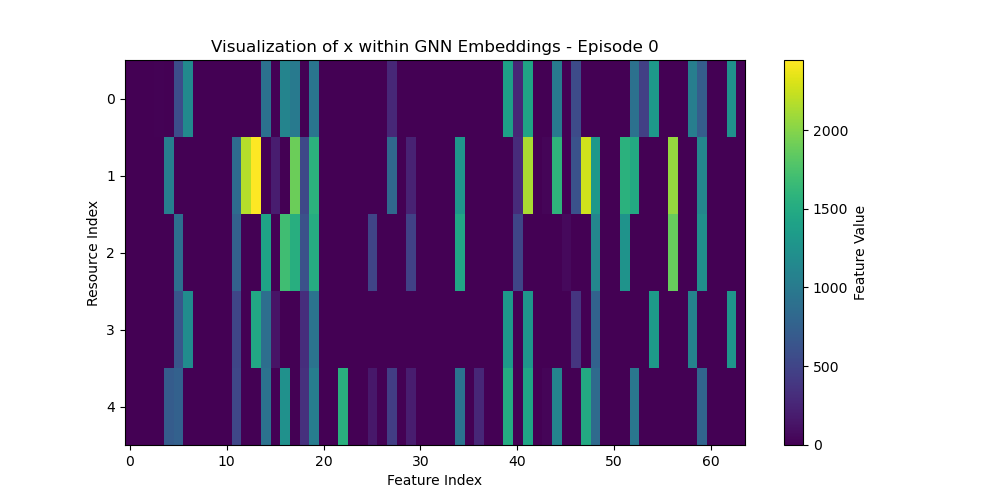 Visualization of x within GNN Embeddings - Episode 0
Resource Index
0
1
2
3
4
0 10 20 30 40 50 60
Feature Index
2000
1500
1000
500
0
Feature Value